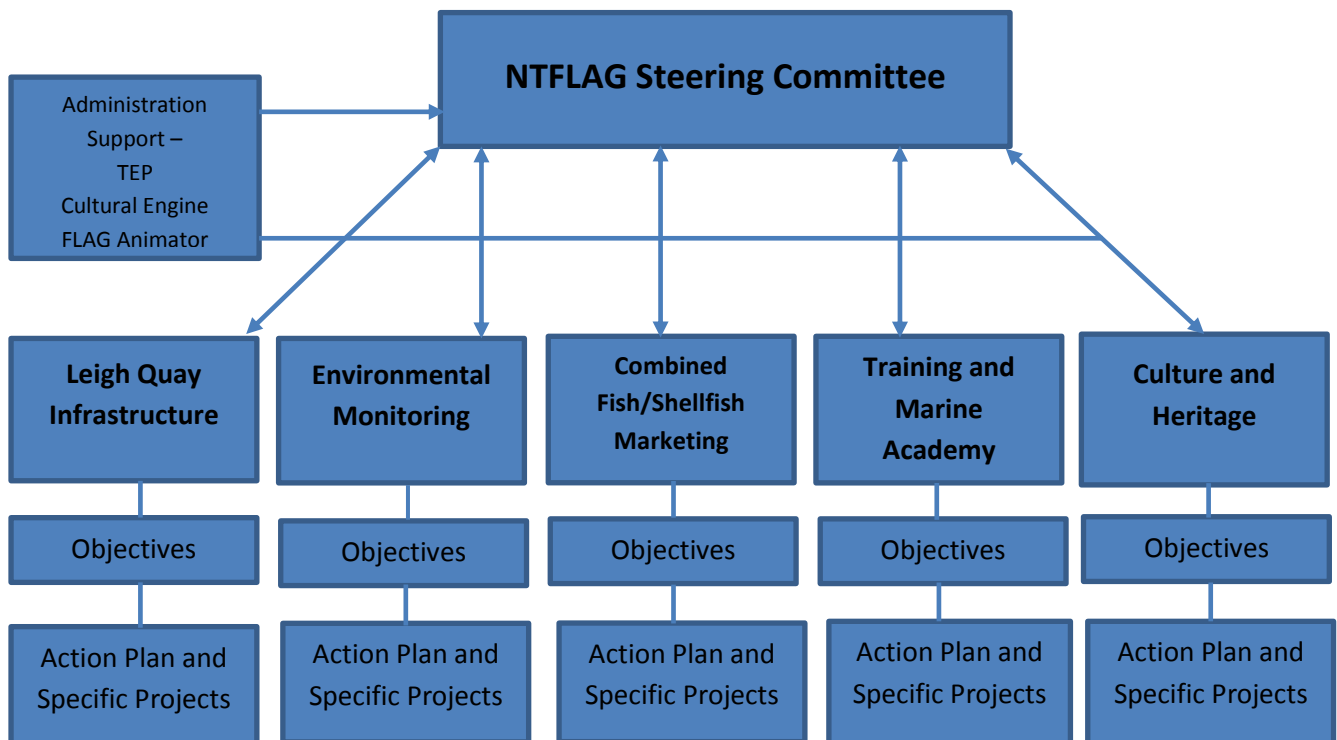 NTFLAG Steering Committee
Administration
Support –
TEP
Cultural Engine
FLAG Animator
Leigh Quay
Infrastructure
Environmental
Monitoring
Combined
Fish/Shellfish
Marketing
Training and
Marine
Academy
Culture and
Heritage
Objectives
Objectives
Objectives
Objectives
Objectives
Action Plan and
Specific Projects
Action Plan and
Specific Projects
Action Plan and
Specific Projects
Action Plan and
Specific Projects
Action Plan and
Specific Projects